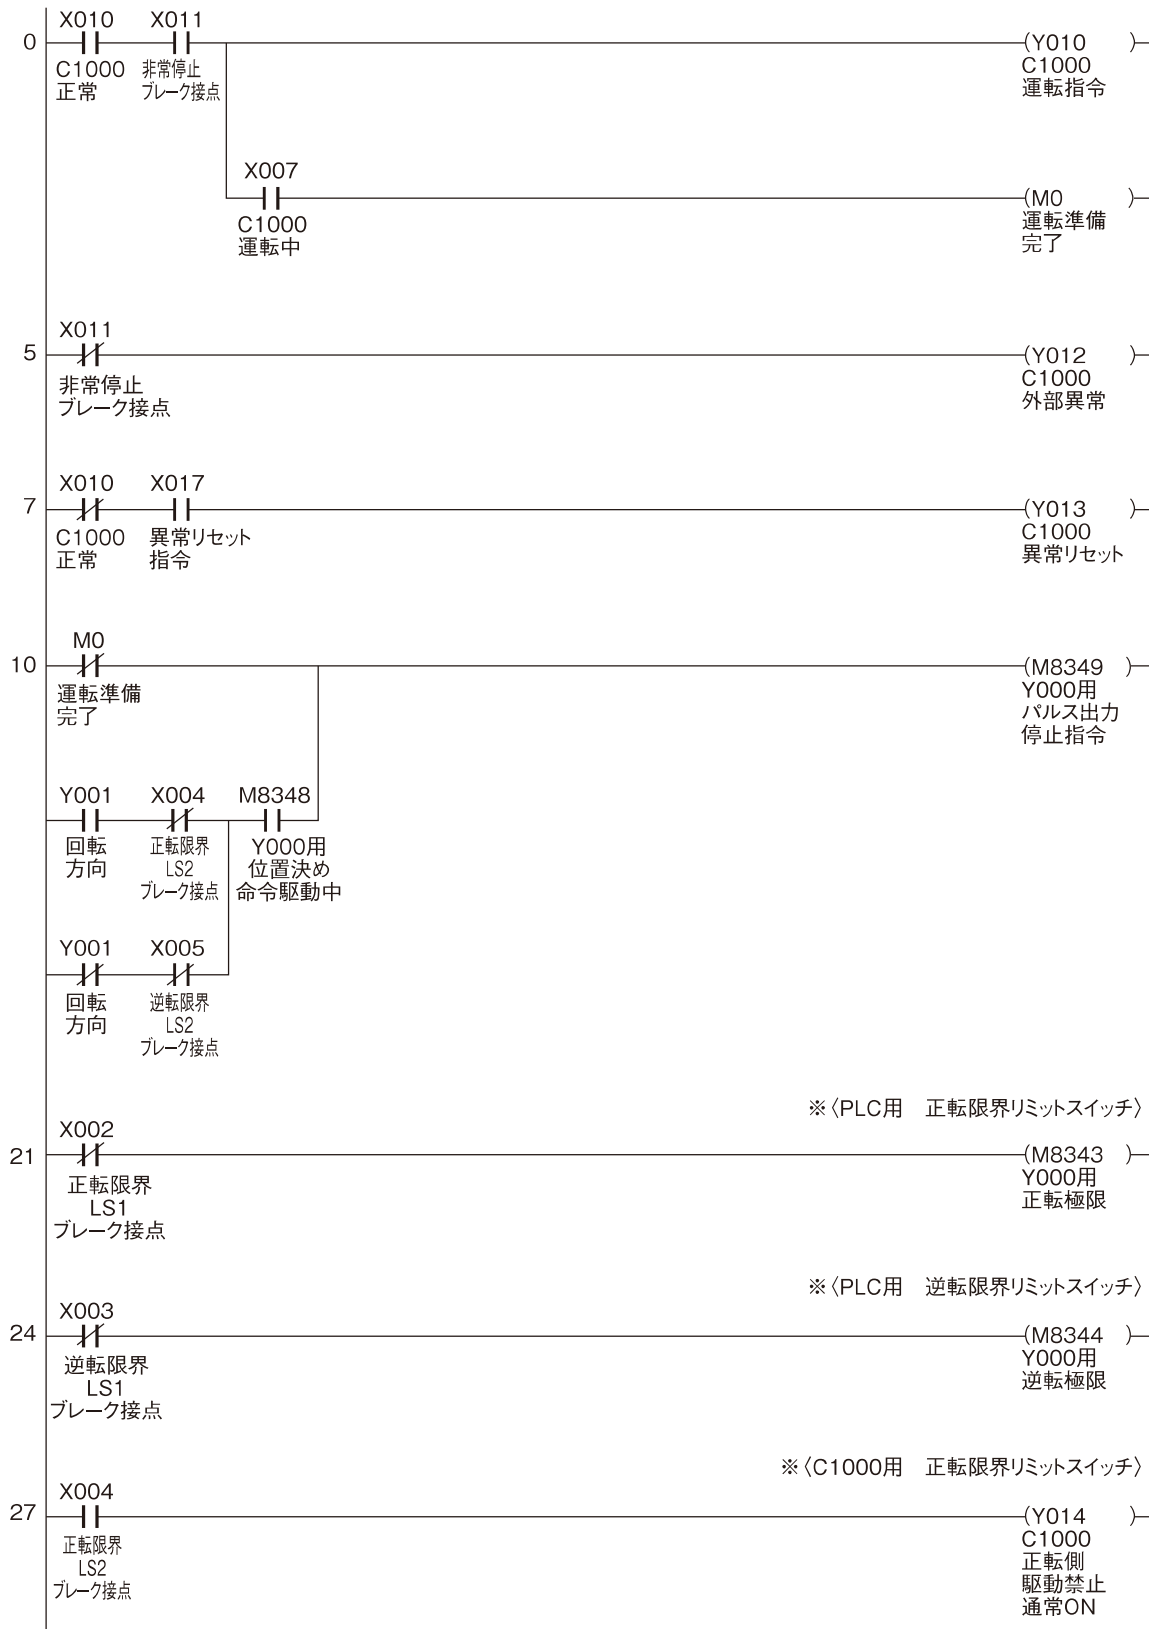 X010 X011
0 (Y010 )
C1000 非常停止 C1000
正常 ブレーク接点 運転指令
X007
(M0 )
C1000 運転準備
運転中 完了
X011
5 (Y012 )
非常停止 C1000
ブレーク接点 外部異常
X010 X017
7 (Y013 )
C1000 異常リセット C1000
正常 指令 異常リセット
M0
10 (M8349 )
運転準備 Y000用
完了 パルス出力
停止指令
Y001 X004 M8348
回転 正転限界 Y000用
方向 LS2 位置決め
ブレーク接点 命令駆動中
Y001 X005
回転 逆転限界
方向 LS2
ブレーク接点
※〈PLC用 正転限界リミットスイッチ〉
X002
21 (M8343 )
正転限界 Y000用
LS1 正転極限
ブレーク接点
※〈PLC用 逆転限界リミットスイッチ〉
X003
24 (M8344 )
逆転限界 Y000用
LS1 逆転極限
ブレーク接点
※〈C1000用 正転限界リミットスイッチ〉
X004
27 (Y014 )
正転限界 C1000
LS2 正転側
ブレーク接点 駆動禁止
通常ON